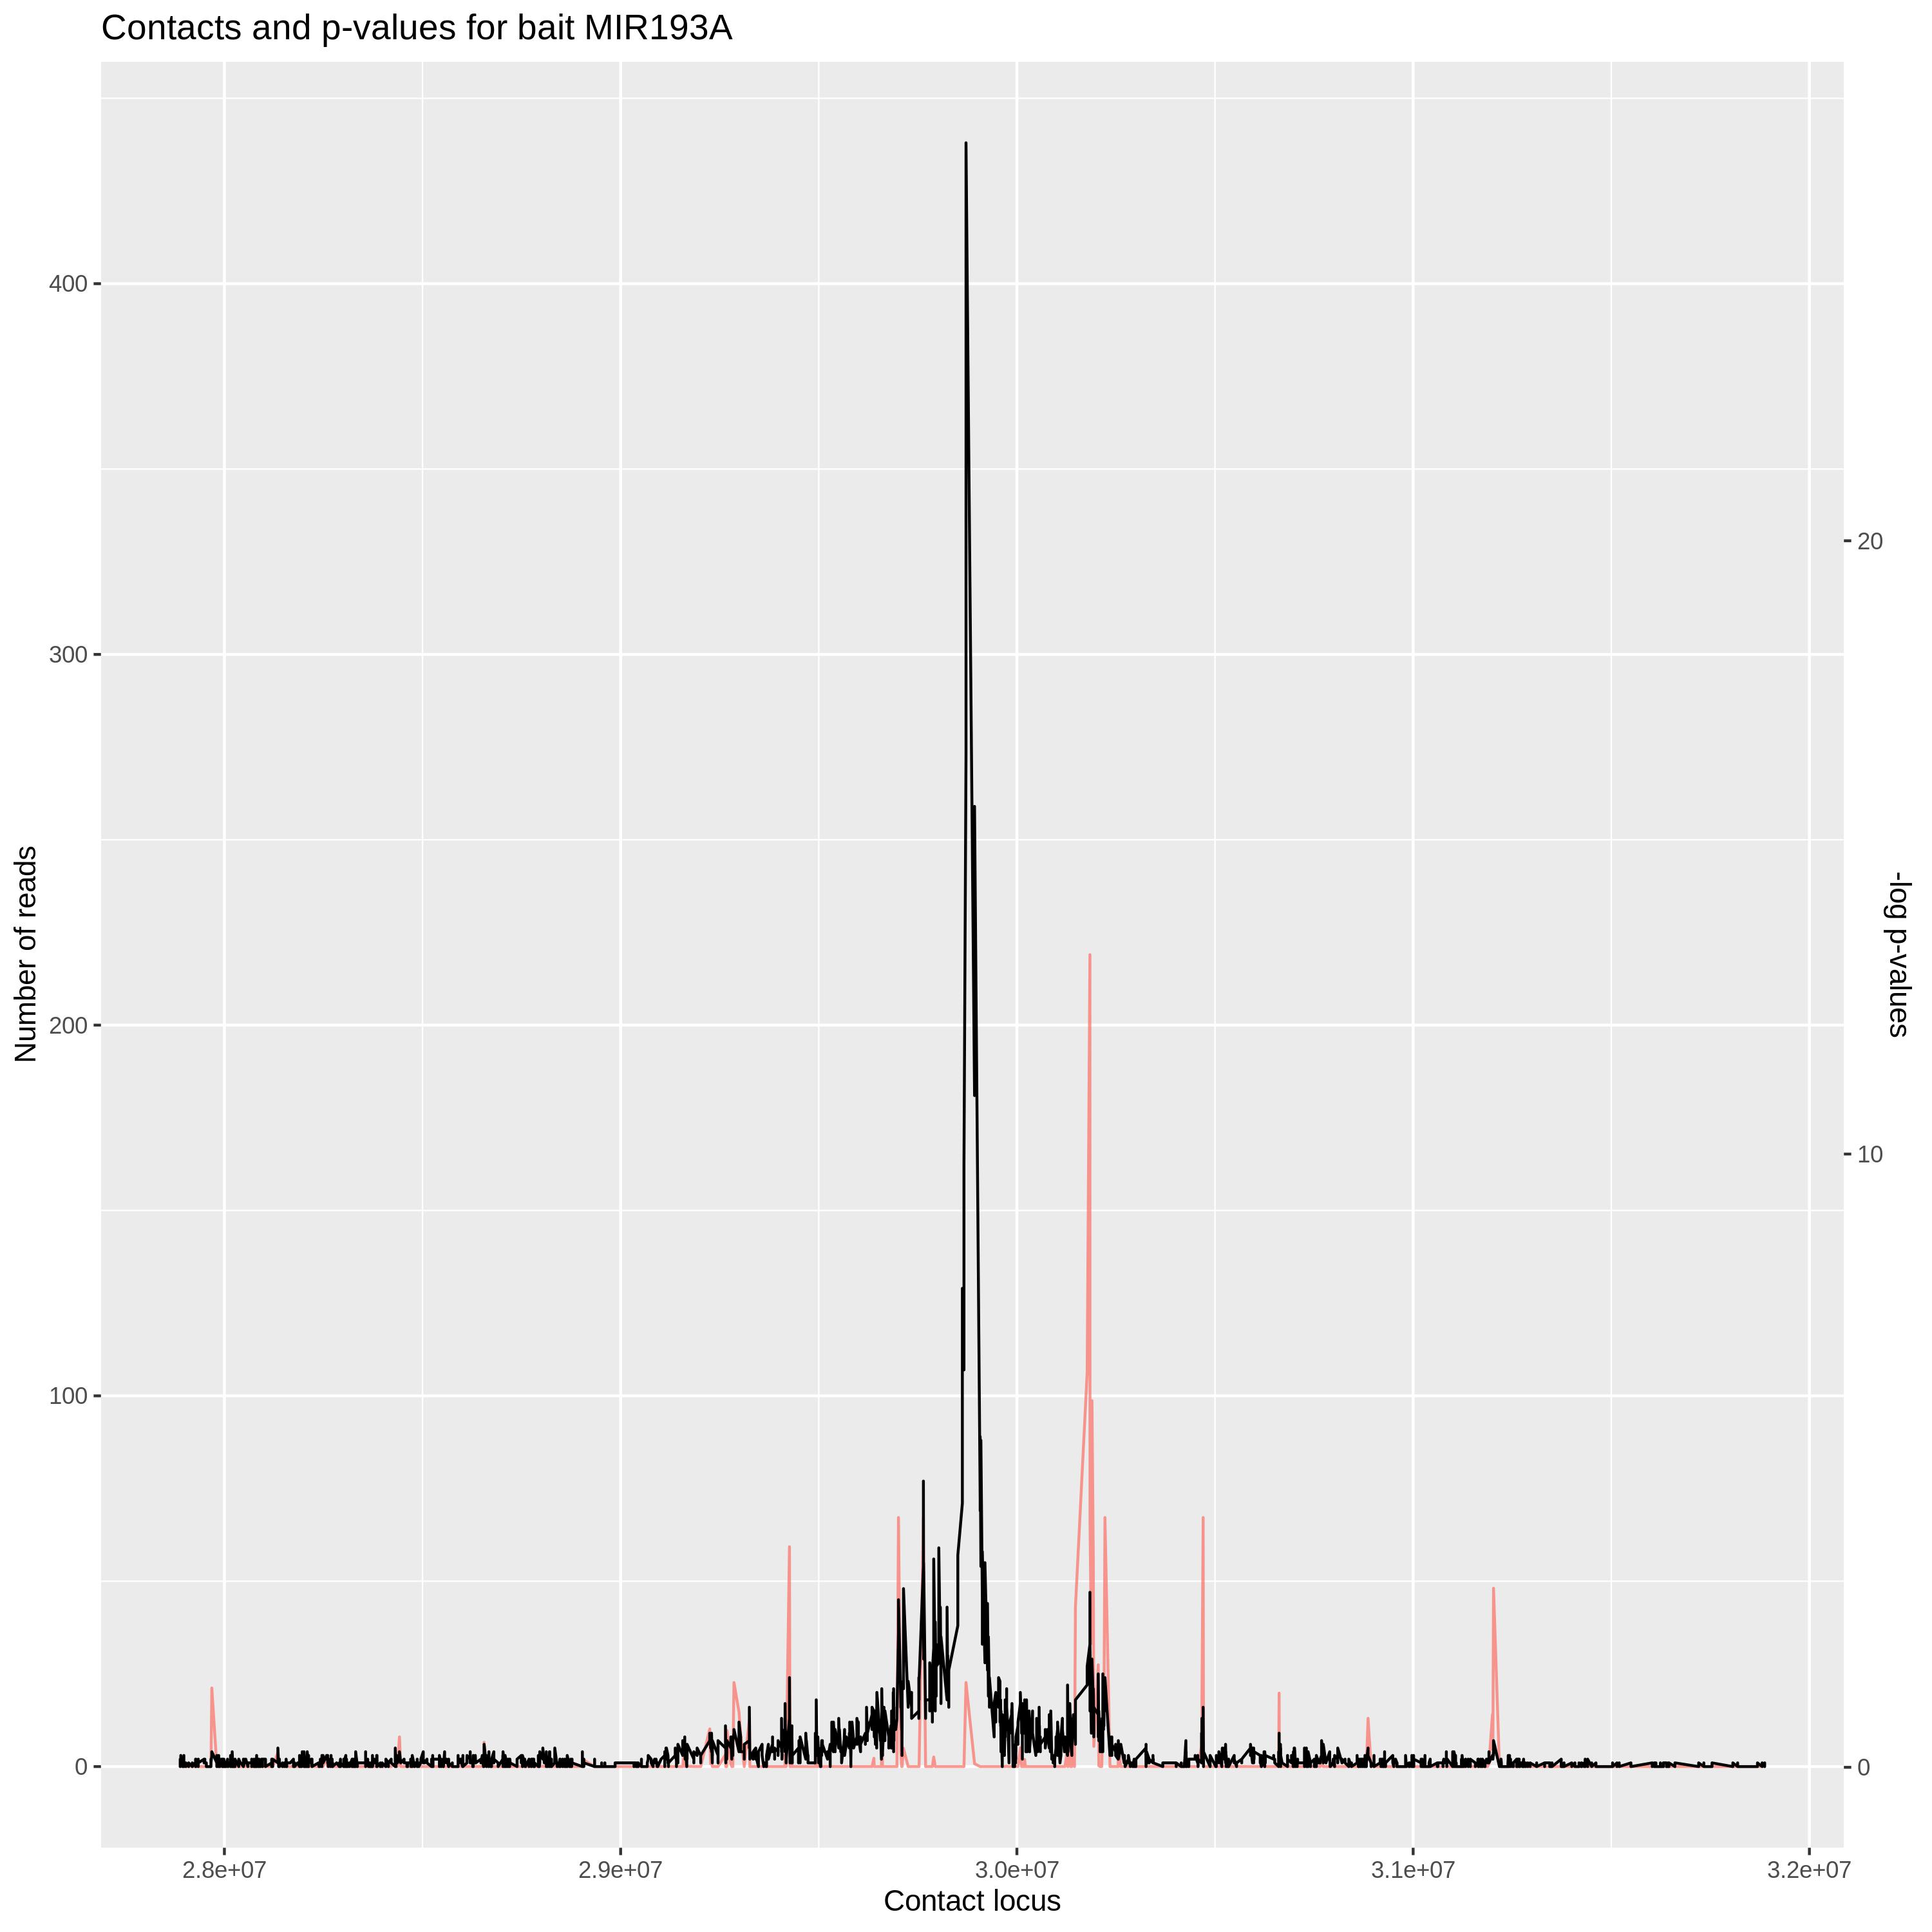 Contacts and p-values for bait MIR193A
Number of reads
400
300
200
100
0
20
10
0
-log p-values
2.8e+07
2.9e+07
3.0e+07
3.1e+07
3.2e+07
Contact locus